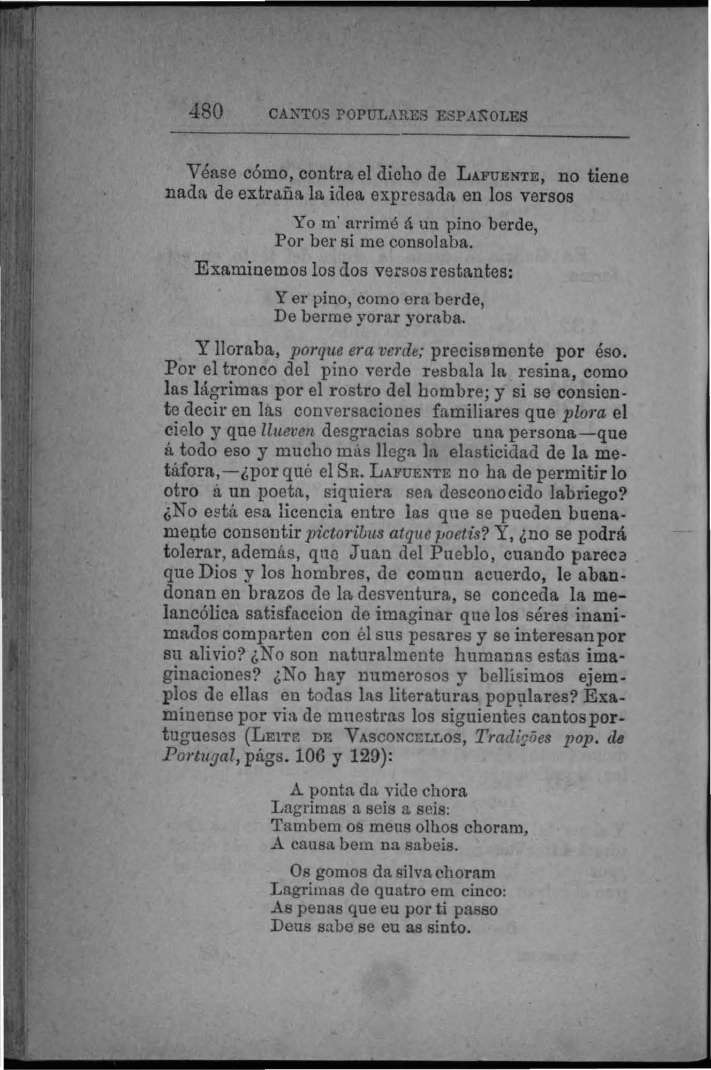 480 CANTOS POPULARES ESPAÑOLES
Véase cómo, contra el dicho de LAFUENTE, no tiene
nada de extraña la idea expresada en los versos
Yo m' arrimé á un pino berde,
Por ber si me consolaba.
Examinemos los dos versos restantes:
Y er pino, como era berde,
De berme yorar yoraba.
Y lloraba, porque era verde; precisamente por éso.
Por el tronco del pino verde resbala la resina, como
las lágrimas por el rostro del hombre; y si se consien-
te decir en las conversaciones familiares que plora el
cielo y que llueven desgracias sobre una persona—que
á todo eso y mucho más llega la elasticidad de la me-
táfora,—¿por qué el SR. LAFUENTE no ha de permitir lo
otro á un poeta, siquiera sea desconocido labriego?
¿No está esa licencia entre las que se pueden buena-
mente consentir pictoribus atque poetis? Y, ¿no se podrá
tolerar, además, que Juan del Pueblo, cuando parece
que Dios y los hombres, de comun acuerdo, le aban-
donan en brazos de la desventura, se conceda la me-
lancólica satisfaccion de imaginar que los séres inani-
mados comparten con él sus pesares y se interesan por
su alivio? ¿No son naturalmente humanas estas ima-
ginaciones? ¿No hay numerosos y bellísimos ejem-
plos de ellas en todas las literaturas populares? Exa-
mínense por via de muestras los siguientes cantos por-
tugueses (LEITE DE VASCONCELLOS, Tradições pop. de
Portugal, págs. 106 y 129):
A ponta da vide chora
Lagrimas a seis a seis:
Tambem os meus olhos choram,
A causa bem na sabeis.
Os gomos da silva choram
Lagrimas de quatro em cinco:
As penas que eu por ti passo
Deus sabe se eu as sinto.